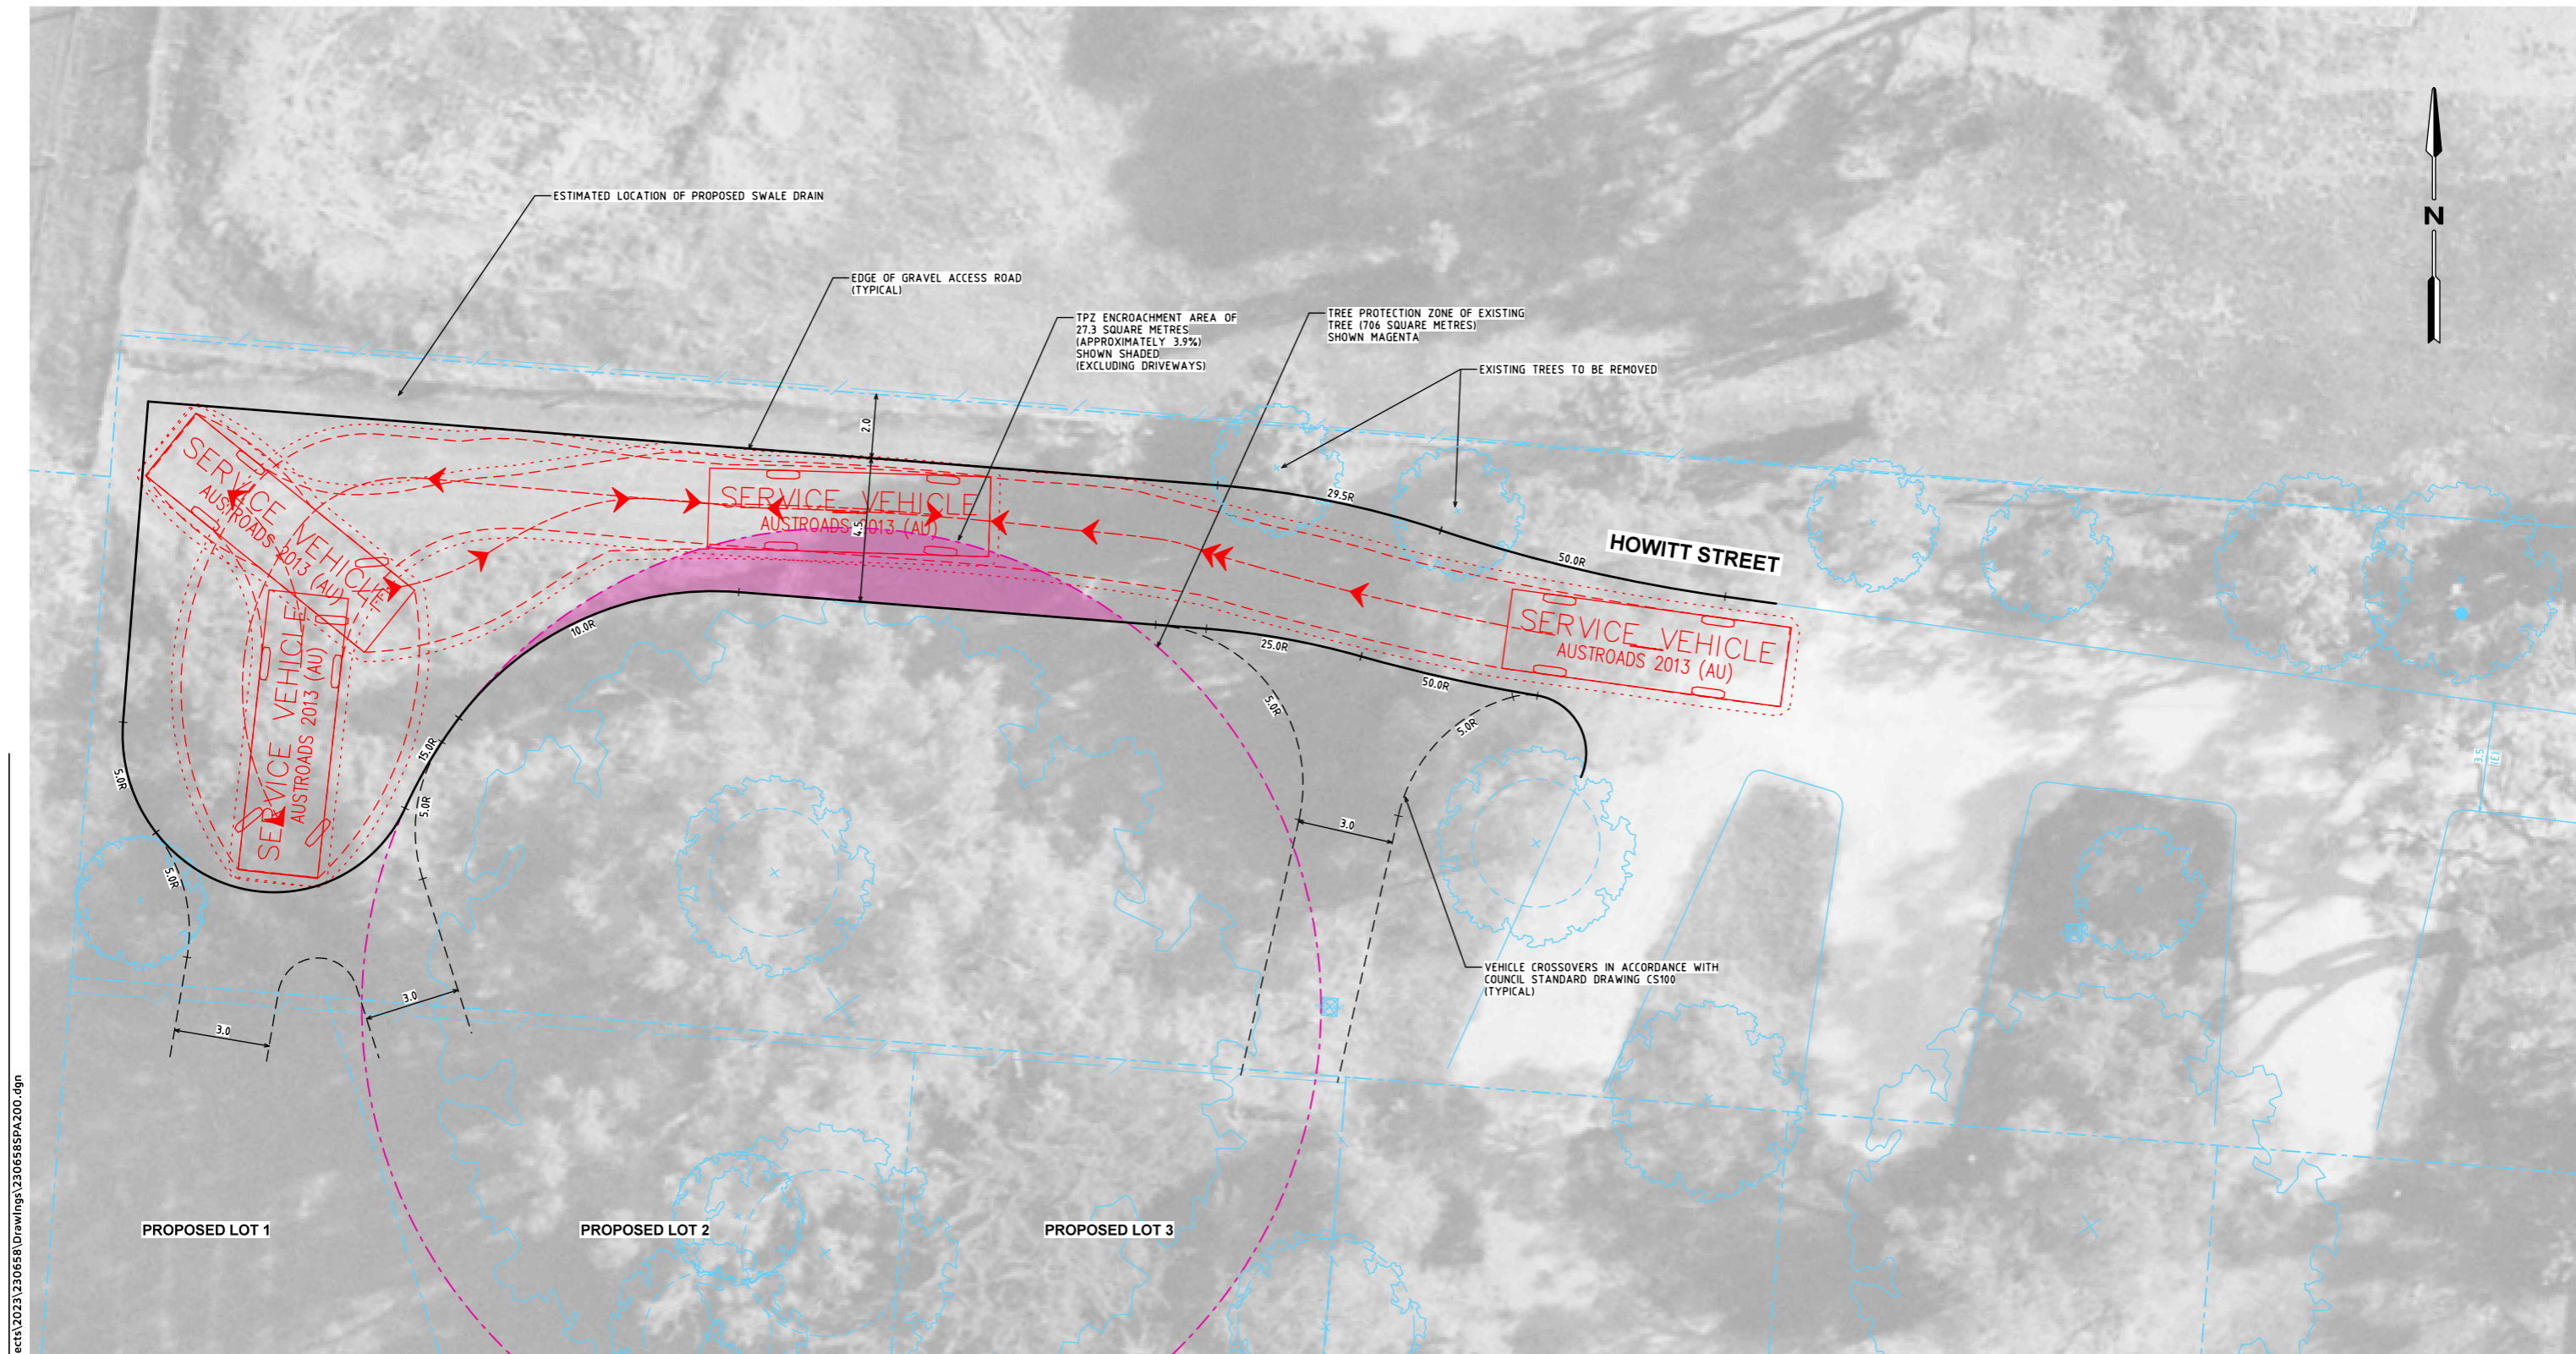 ESTIMATED LOCATION OF PROPOSED SWALE DRAIN
N
EDGE OF GRAVEL ACCESS ROAD
(TYPICAL)
TPZ ENCROACHMENT AREA OF
27.3 SQUARE METRES
(APPROXIMATELY 3.9%)
SHOWN SHADED
(EXCLUDING DRIVEWAYS)
TREE PROTECTION ZONE OF EXISTING
TREE (706 SQUARE METRES)
SHOWN MAGENTA
EXISTING TREES TO BE REMOVED
2.0
SERVICE VEHICLE
AUSTROADS 2013 (AU)
SERVICE VEHICLE
AUSTROADS 2013 (AU)
4.5
29.5R
HOWITT STREET
50.0R
SERVICE VEHICLE
AUSTROADS 2013 (AU)
SERVICE VEHICLE
AUSTROADS 2013 (AU)
10.0R
25.0R
50.0R
5.0R
5.0R
15.0R
5.0R
5.0R
5.0R
3.5
(E)
3.0
VEHICLE CROSSOVERS IN ACCORDANCE WITH
COUNCIL STANDARD DRAWING CS100
(TYPICAL)
3.0
3.0
PROPOSED LOT 1
PROPOSED LOT 2
PROPOSED LOT 3
ects\2023\230658\Drawings\230658SPA200.dgn